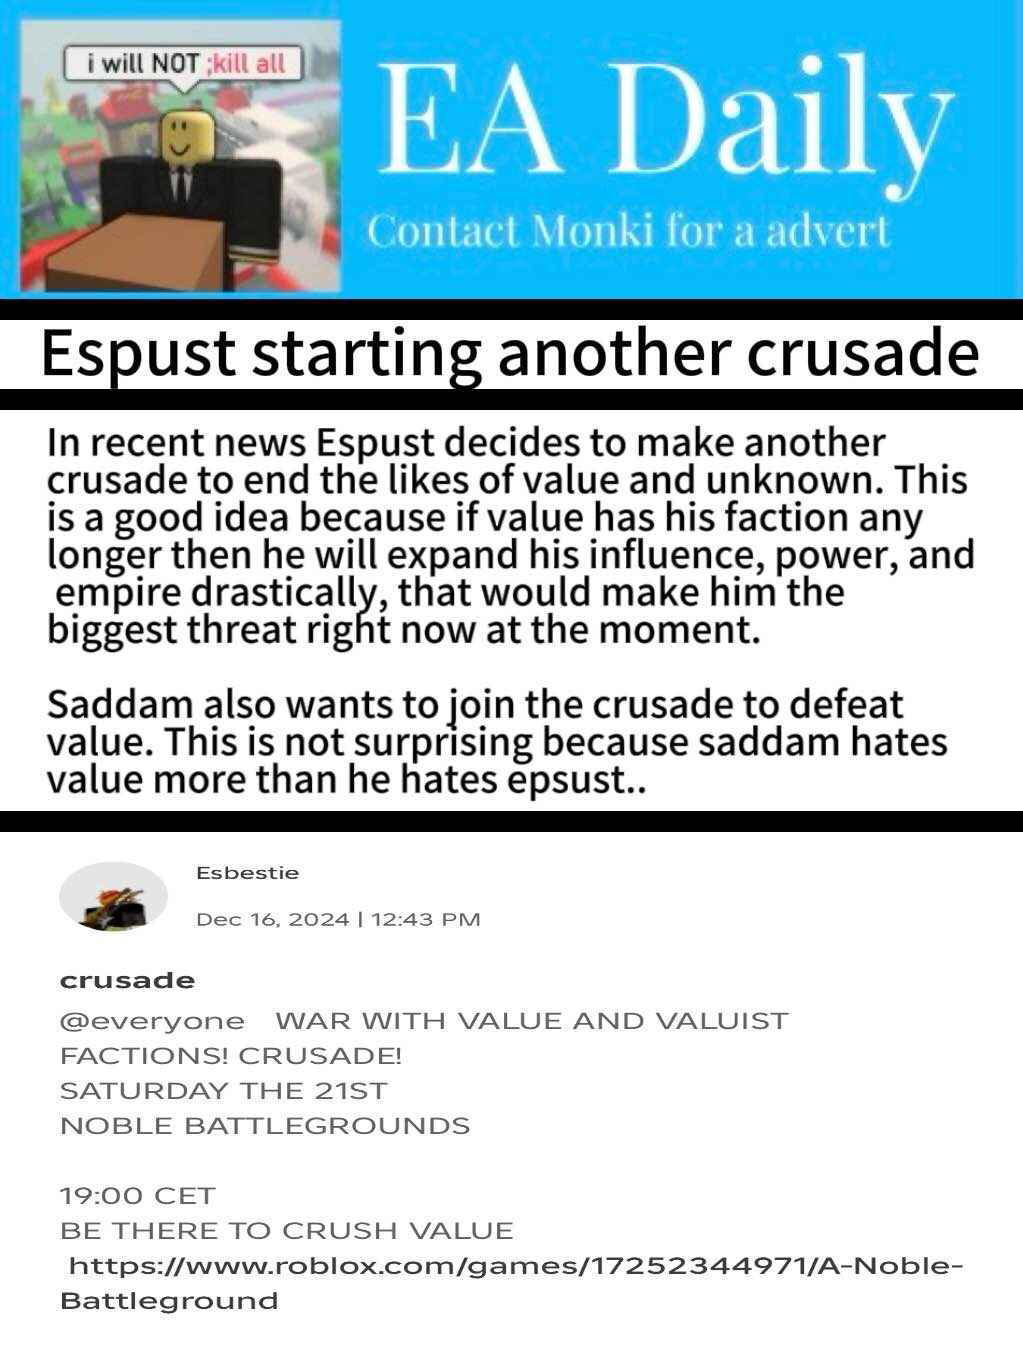 i will NOT ;kill all
EA Daily
Contact Monki for a advert
Espust starting another crusade
In recent news Espust decides to make another
crusade to end the likes of value and unknown. This
is a good idea because if value has his faction any
longer then he will expand his influence, power, and
empire drastically, that would make him the
biggest threat right now at the moment.
Saddam also wants to join the crusade to defeat
value. This is not surprising because saddam hates
value more than he hates epsust..
Esbestie
Dec 16, 2024 | 12:43 PM
crusade
@everyone WAR WITH VALUE AND VALUIST
FACTIONS! CRUSADE!
SATURDAY THE 21ST
NOBLE BATTLEGROUNDS
19:00 CET
BE THERE TO CRUSH VALUE
https://www.roblox.com/games/17252344971/A-Noble-
Battleground